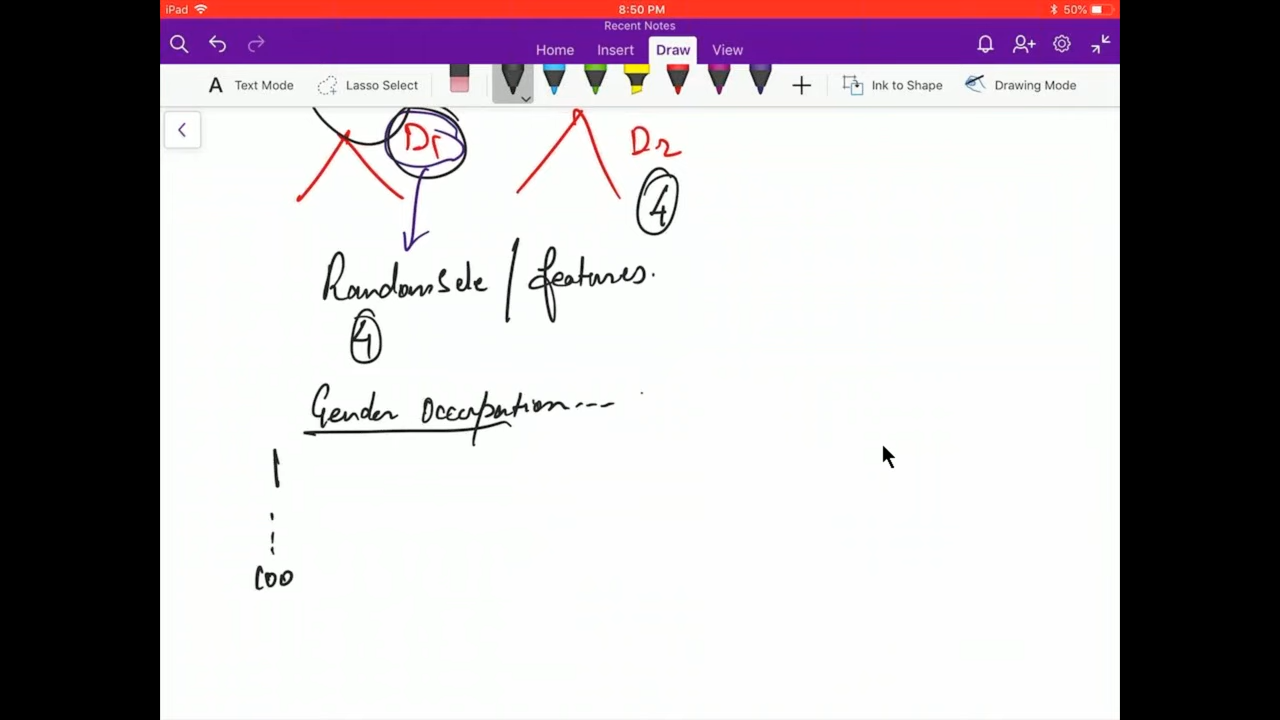 iPad 8:50 PM 50%
Recent Notes
Home Insert Draw View
A Text Mode Lasso Select Ink to Shape Drawing Mode
D1 D2
4
RandomSele / features.
4
Gender Occupation---
1
100